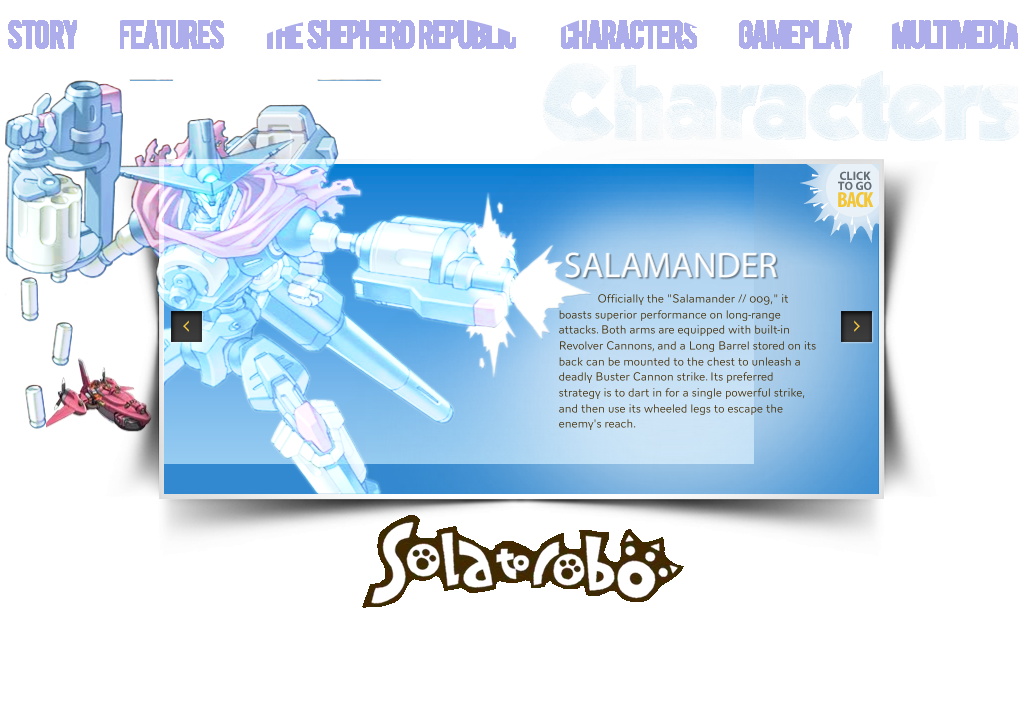 STORY FEATURES THE SHEPHERD REPUBLIC CHARACTERS GAMEPLAY MULTIMEDIA
Characters
CLICK
TO GO
BACK
SALAMANDER
Officially the "Salamander // 009," it
boasts superior performance on long-range
attacks. Both arms are equipped with built-in
Revolver Cannons, and a Long Barrel stored on its
back can be mounted to the chest to unleash a
deadly Buster Cannon strike. Its preferred
strategy is to dart in for a single powerful strike,
and then use its wheeled legs to escape the
enemy's reach.
Solatorobo